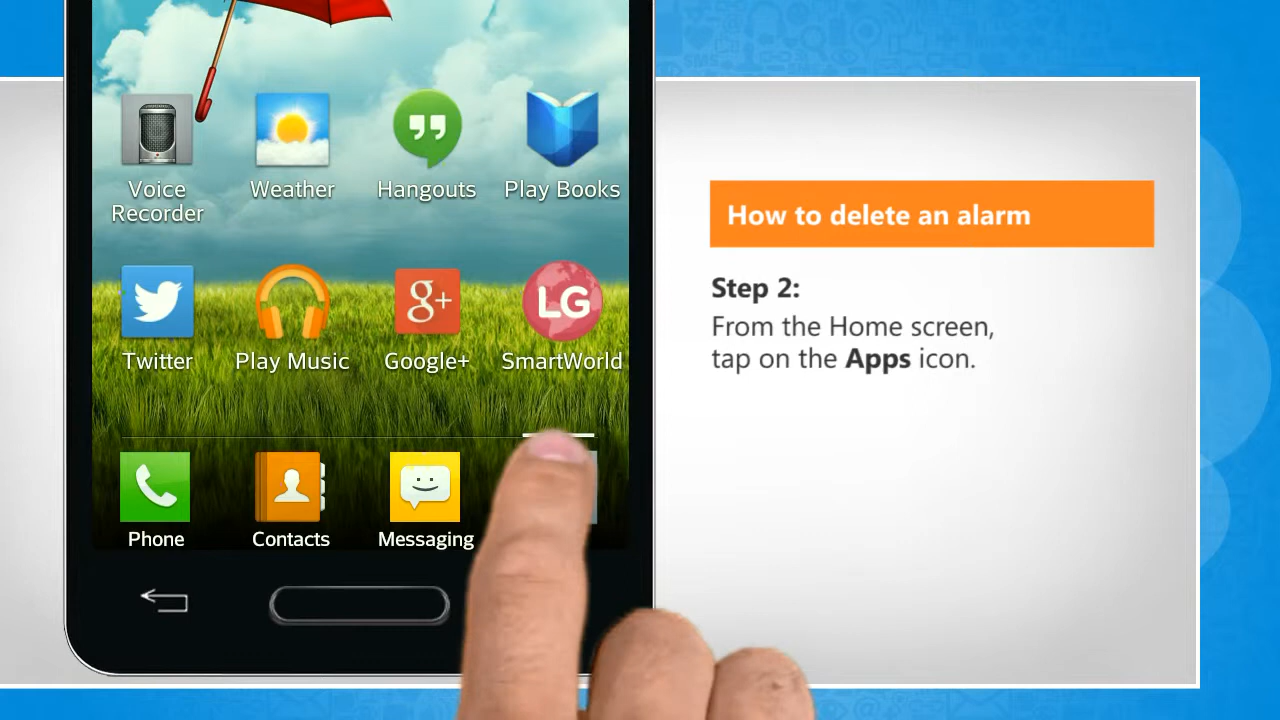 Voice
Recorder
Weather
Hangouts
Play Books
Twitter
Play Music
g+
Google+
LG
SmartWorld
Phone
Contacts
Messaging
How to delete an alarm
Step 2:
From the Home screen,
tap on the Apps icon.